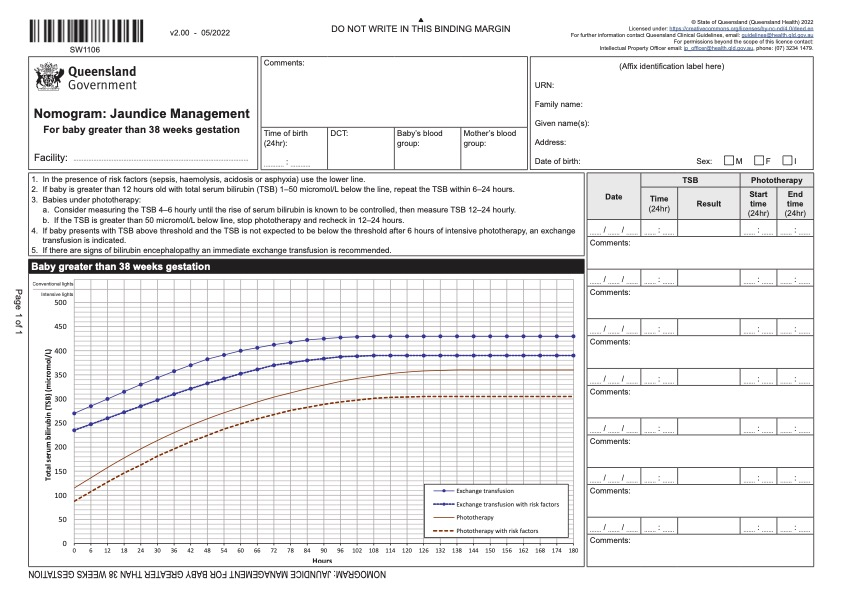 SW1106
v2.00 - 05/2022
DO NOT WRITE IN THIS BINDING MARGIN
© State of Queensland (Queensland Health) 2022
Licensed under: https://creativecommons.org/licenses/by-nc-nd/4.0/deed.en
For further information contact Queensland Clinical Guidelines, email: guidelines@health.qld.gov.au
For permissions beyond the scope of this licence contact:
Intellectual Property Officer email: ip_officer@health.qld.gov.au, phone: (07) 3234 1479.
Queensland
Government
Nomogram: Jaundice Management
For baby greater than 38 weeks gestation
Facility:
Comments:
Time of birth
(24hr):
:
DCT:
Baby's blood
group:
Mother's blood
group:
(Affix identification label here)
URN:
Family name:
Given name(s):
Address:
Date of birth:
Sex: M F I
1. In the presence of risk factors (sepsis, haemolysis, acidosis or asphyxia) use the lower line.
2. If baby is greater than 12 hours old with total serum bilirubin (TSB) 1–50 micromol/L below the line, repeat the TSB within 6–24 hours.
3. Babies under phototherapy:
a. Consider measuring the TSB 4–6 hourly until the rise of serum bilirubin is known to be controlled, then measure TSB 12–24 hourly.
b. If the TSB is greater than 50 micromol/L below line, stop phototherapy and recheck in 12–24 hours.
4. If baby presents with TSB above threshold and the TSB is not expected to be below the threshold after 6 hours of intensive phototherapy, an exchange
transfusion is indicated.
5. If there are signs of bilirubin encephalopathy an immediate exchange transfusion is recommended.
Baby greater than 38 weeks gestation
Conventional lights
Intensive lights
Total serum bilirubin (TSB) (micromol/L)
500
450
400
350
300
250
200
150
100
50
0
Exchange transfusion
Exchange transfusion with risk factors
Phototherapy
Phototherapy with risk factors
0 6 12 18 24 30 36 42 48 54 60 66 72 78 84 90 96 102 108 114 120 126 132 138 144 150 156 162 168 174 180
Hours
Date
TSB
Phototherapy
Time
(24hr)
Result
Start
time
(24hr)
End
time
(24hr)
/ / : : :
Comments:
/ / : : :
Comments:
/ / : : :
Comments:
/ / : : :
Comments:
/ / : : :
Comments:
/ / : : :
Comments:
/ / : : :
Comments:
Page 1 of 1
NOMOGRAM: JAUNDICE MANAGEMENT FOR BABY GREATER THAN 38 WEEKS GESTATION